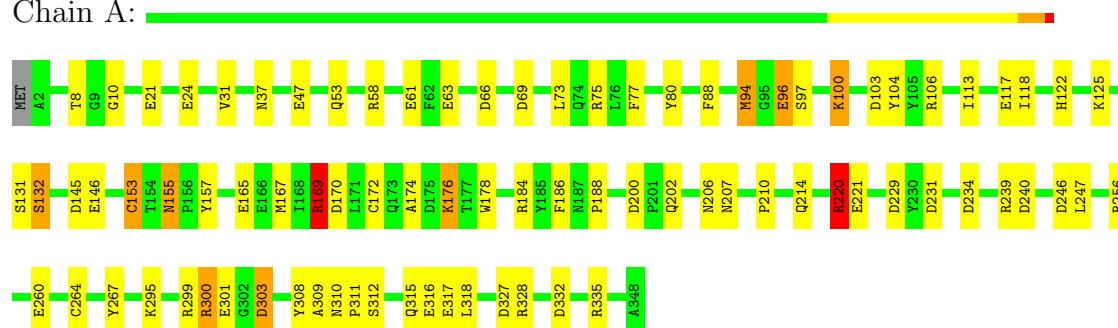 Chain A:
MET A2 T8 G9 G10 E21 E24 V31 N37 E47 Q53 R58 E61 F62 E63 D66 D69 L73 Q74 R75 L76 F77 Y80 F88 M94 G95 E96 S97 K100 D103 Y104 Y105 R106 I113 E117 I118 H122 K125
S131 S132 D145 E146 C153 T154 N155 P156 Y157 E165 E166 M167 I168 R169 D170 L171 C172 Q173 A174 D175 K176 T177 W178 R184 Y185 F186 N187 P188 D200 P201 Q202 N206 N207 P210 Q214 R220 E221 D229 Y230 D231 D234 R239 D240 D246 L247
E260 C264 Y267 K295 R299 R300 E301 G302 D303 Y308 A309 N310 P311 S312 Q315 E316 E317 L318 D327 R328 D332 R335 A348